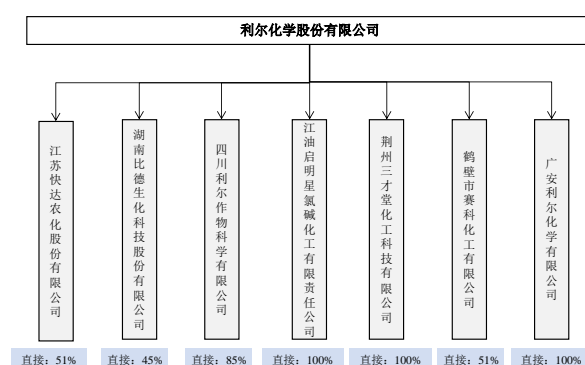 利尔化学股份有限公司
江苏快达农化股份有限公司
湖南比德生化科技股份有限公司
四川利尔作物科学有限公司
江油启明星氯碱化工有限责任公司
荆州三才堂化工科技有限公司
鹤壁市赛科化工有限公司
广安利尔化学有限公司
直接：51%
直接：45%
直接：85%
直接：100%
直接：100%
直接：51%
直接：100%